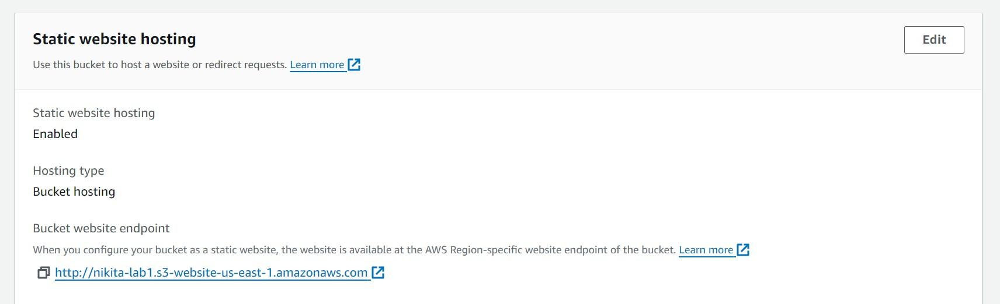 Static website hosting
Edit
Use this bucket to host a website or redirect requests. Learn more
Static website hosting
Enabled
Hosting type
Bucket hosting
Bucket website endpoint
When you configure your bucket as a static website, the website is available at the AWS Region-specific website endpoint of the bucket. Learn more
http://nikita-lab1.s3-website-us-east-1.amazonaws.com